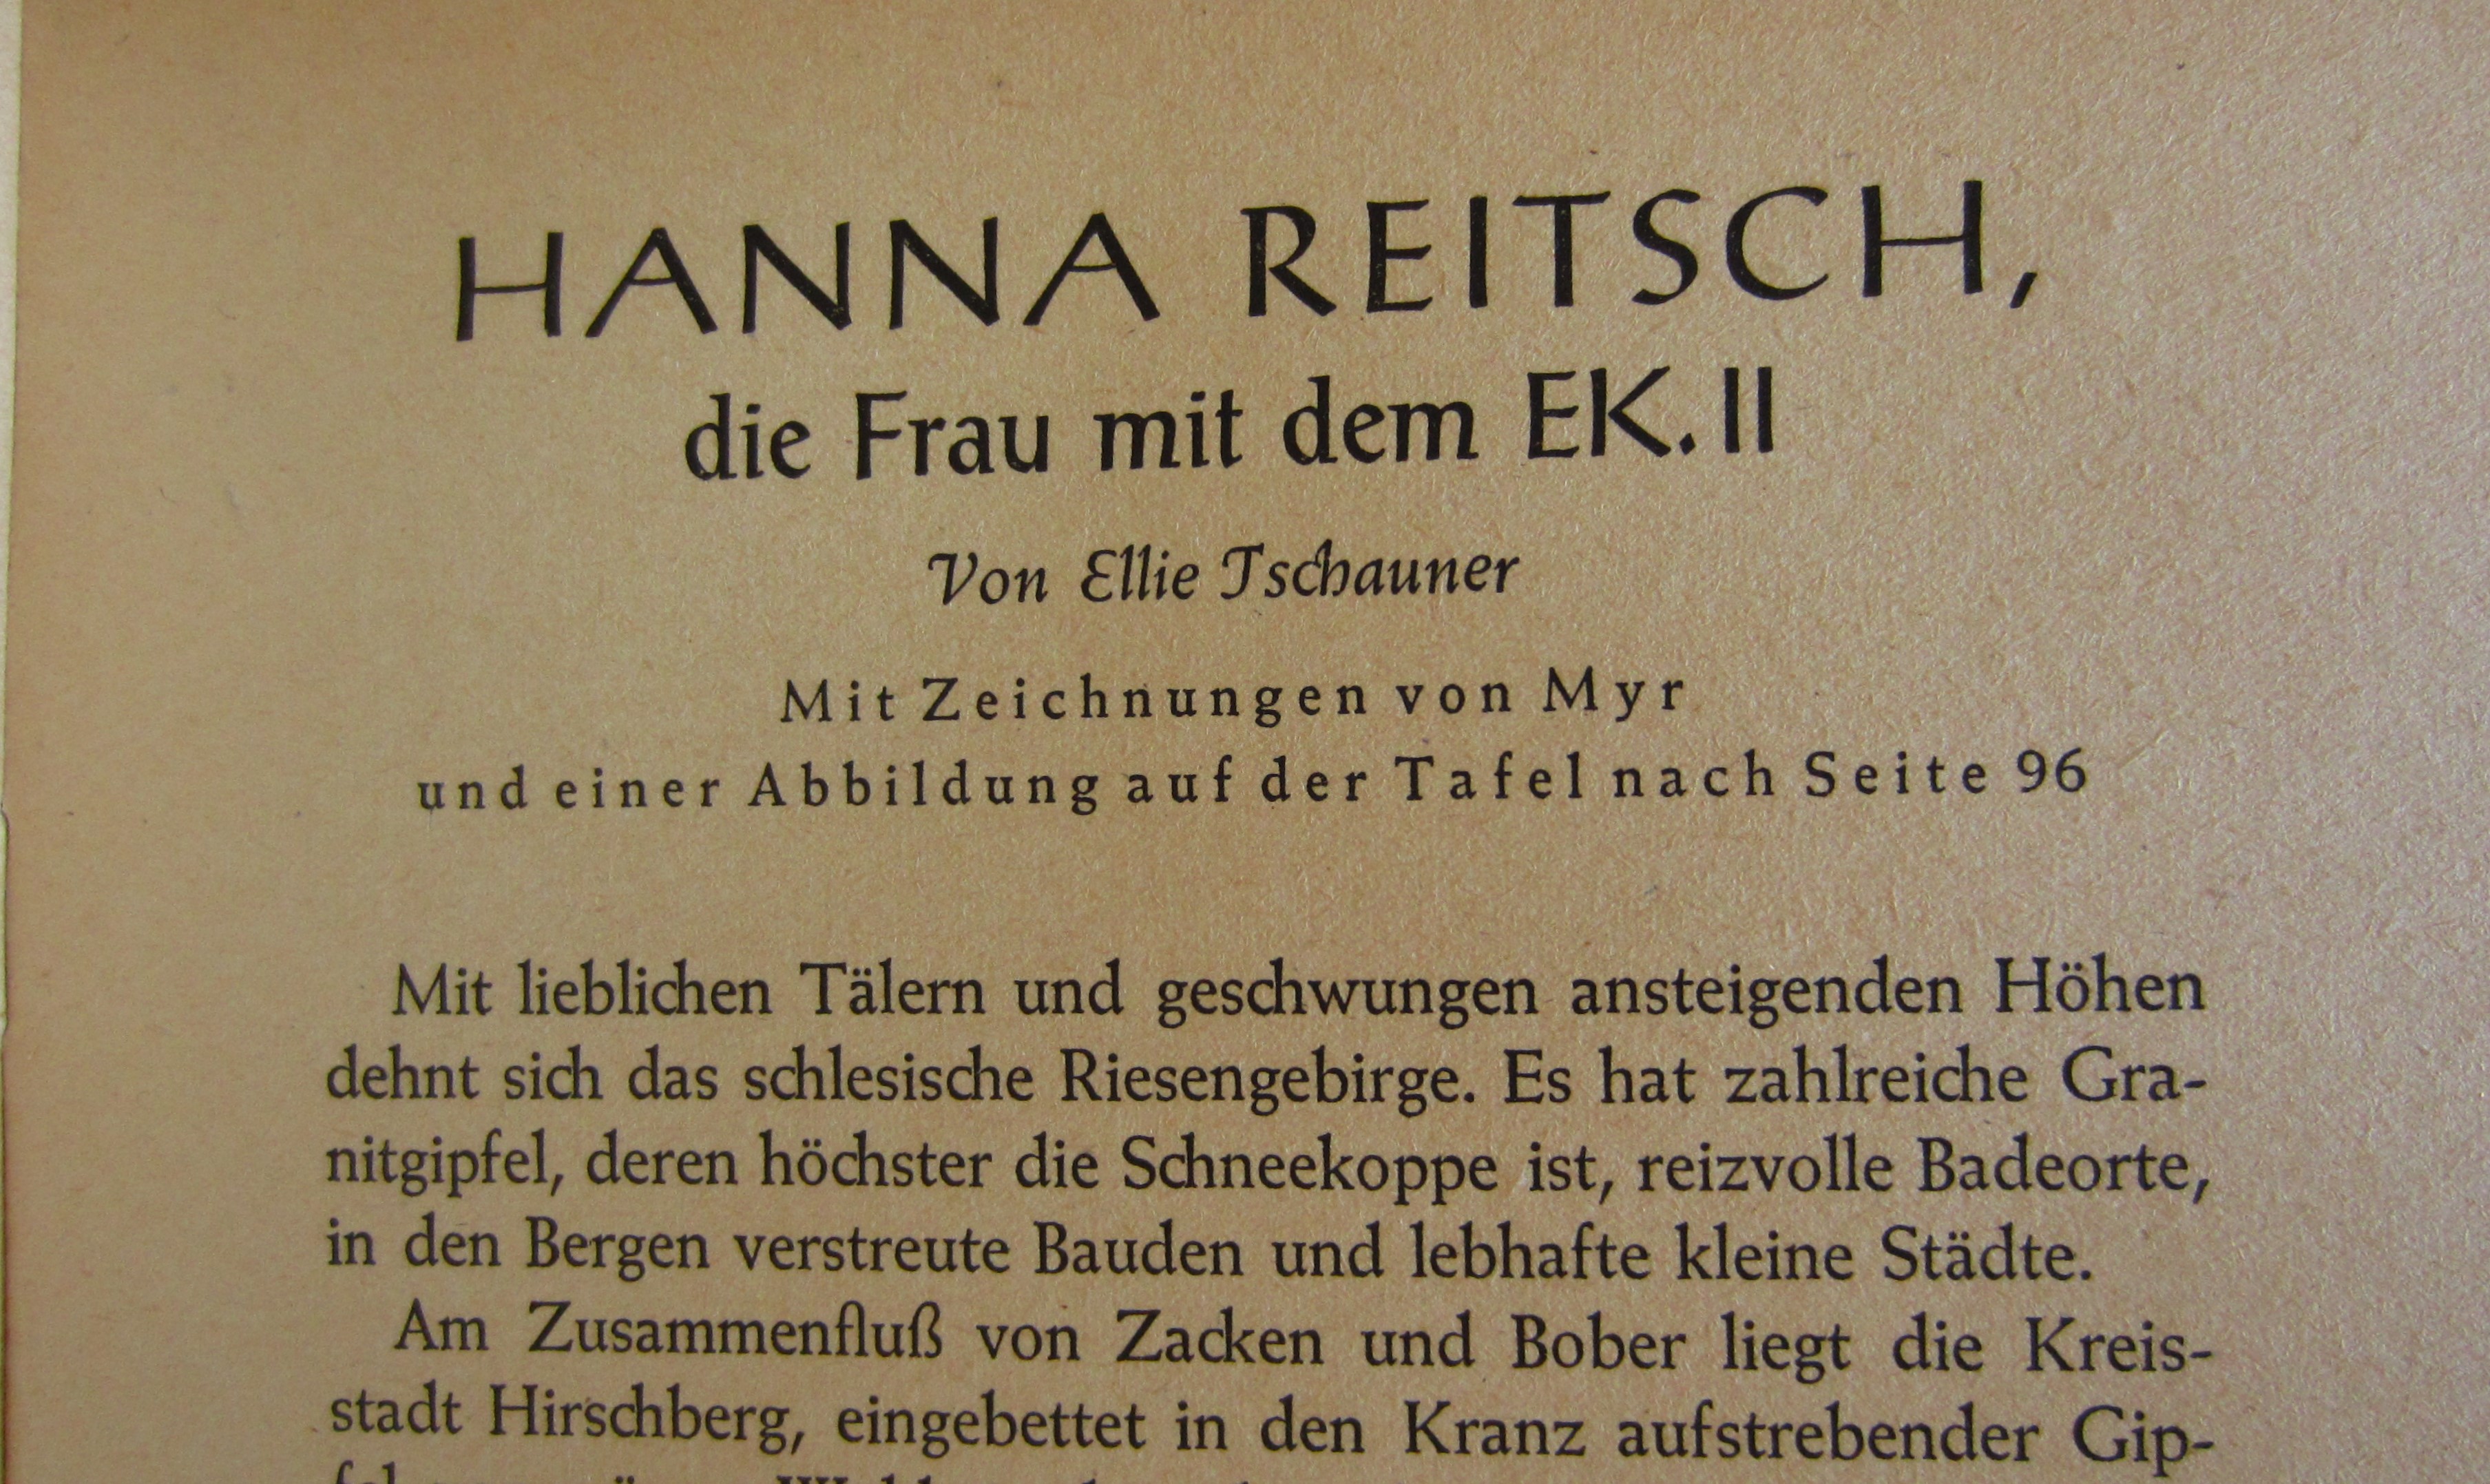 HANNA REITSCH,
die Frau mit dem EK. II
Von Ellie Tschauner
Mit Zeichnungen von Myr
und einer Abbildung auf der Tafel nach Seite 96
Mit lieblichen Tälern und geschwungen ansteigenden Höhen
dehnt sich das schlesische Riesengebirge. Es hat zahlreiche Gra-
nitgipfel, deren höchster die Schneekoppe ist, reizvolle Badeorte,
in den Bergen verstreute Bauden und lebhafte kleine Städte.
Am Zusammenfluß von Zacken und Bober liegt die Kreis-
stadt Hirschberg, eingebettet in den Kranz aufstrebender Gip-